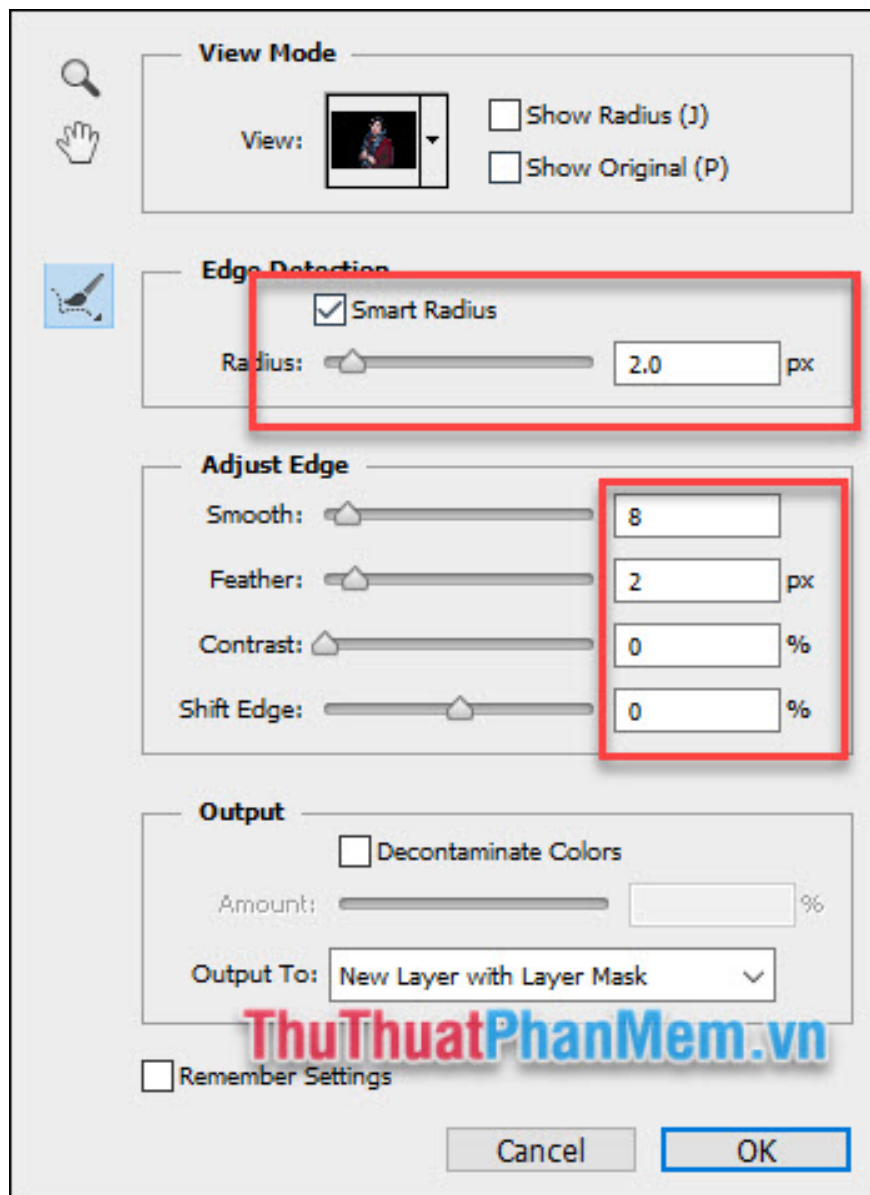 View Mode
View:
Show Radius (J)
Show Original (P)
Edge Detection
Smart Radius
Radius: 2.0 px
Adjust Edge
Smooth: 8
Feather: 2 px
Contrast: 0 %
Shift Edge: 0 %
Output
Decontaminate Colors
Amount: %
Output To: New Layer with Layer Mask
ThuThuatPhanMem.vn
Remember Settings
Cancel OK